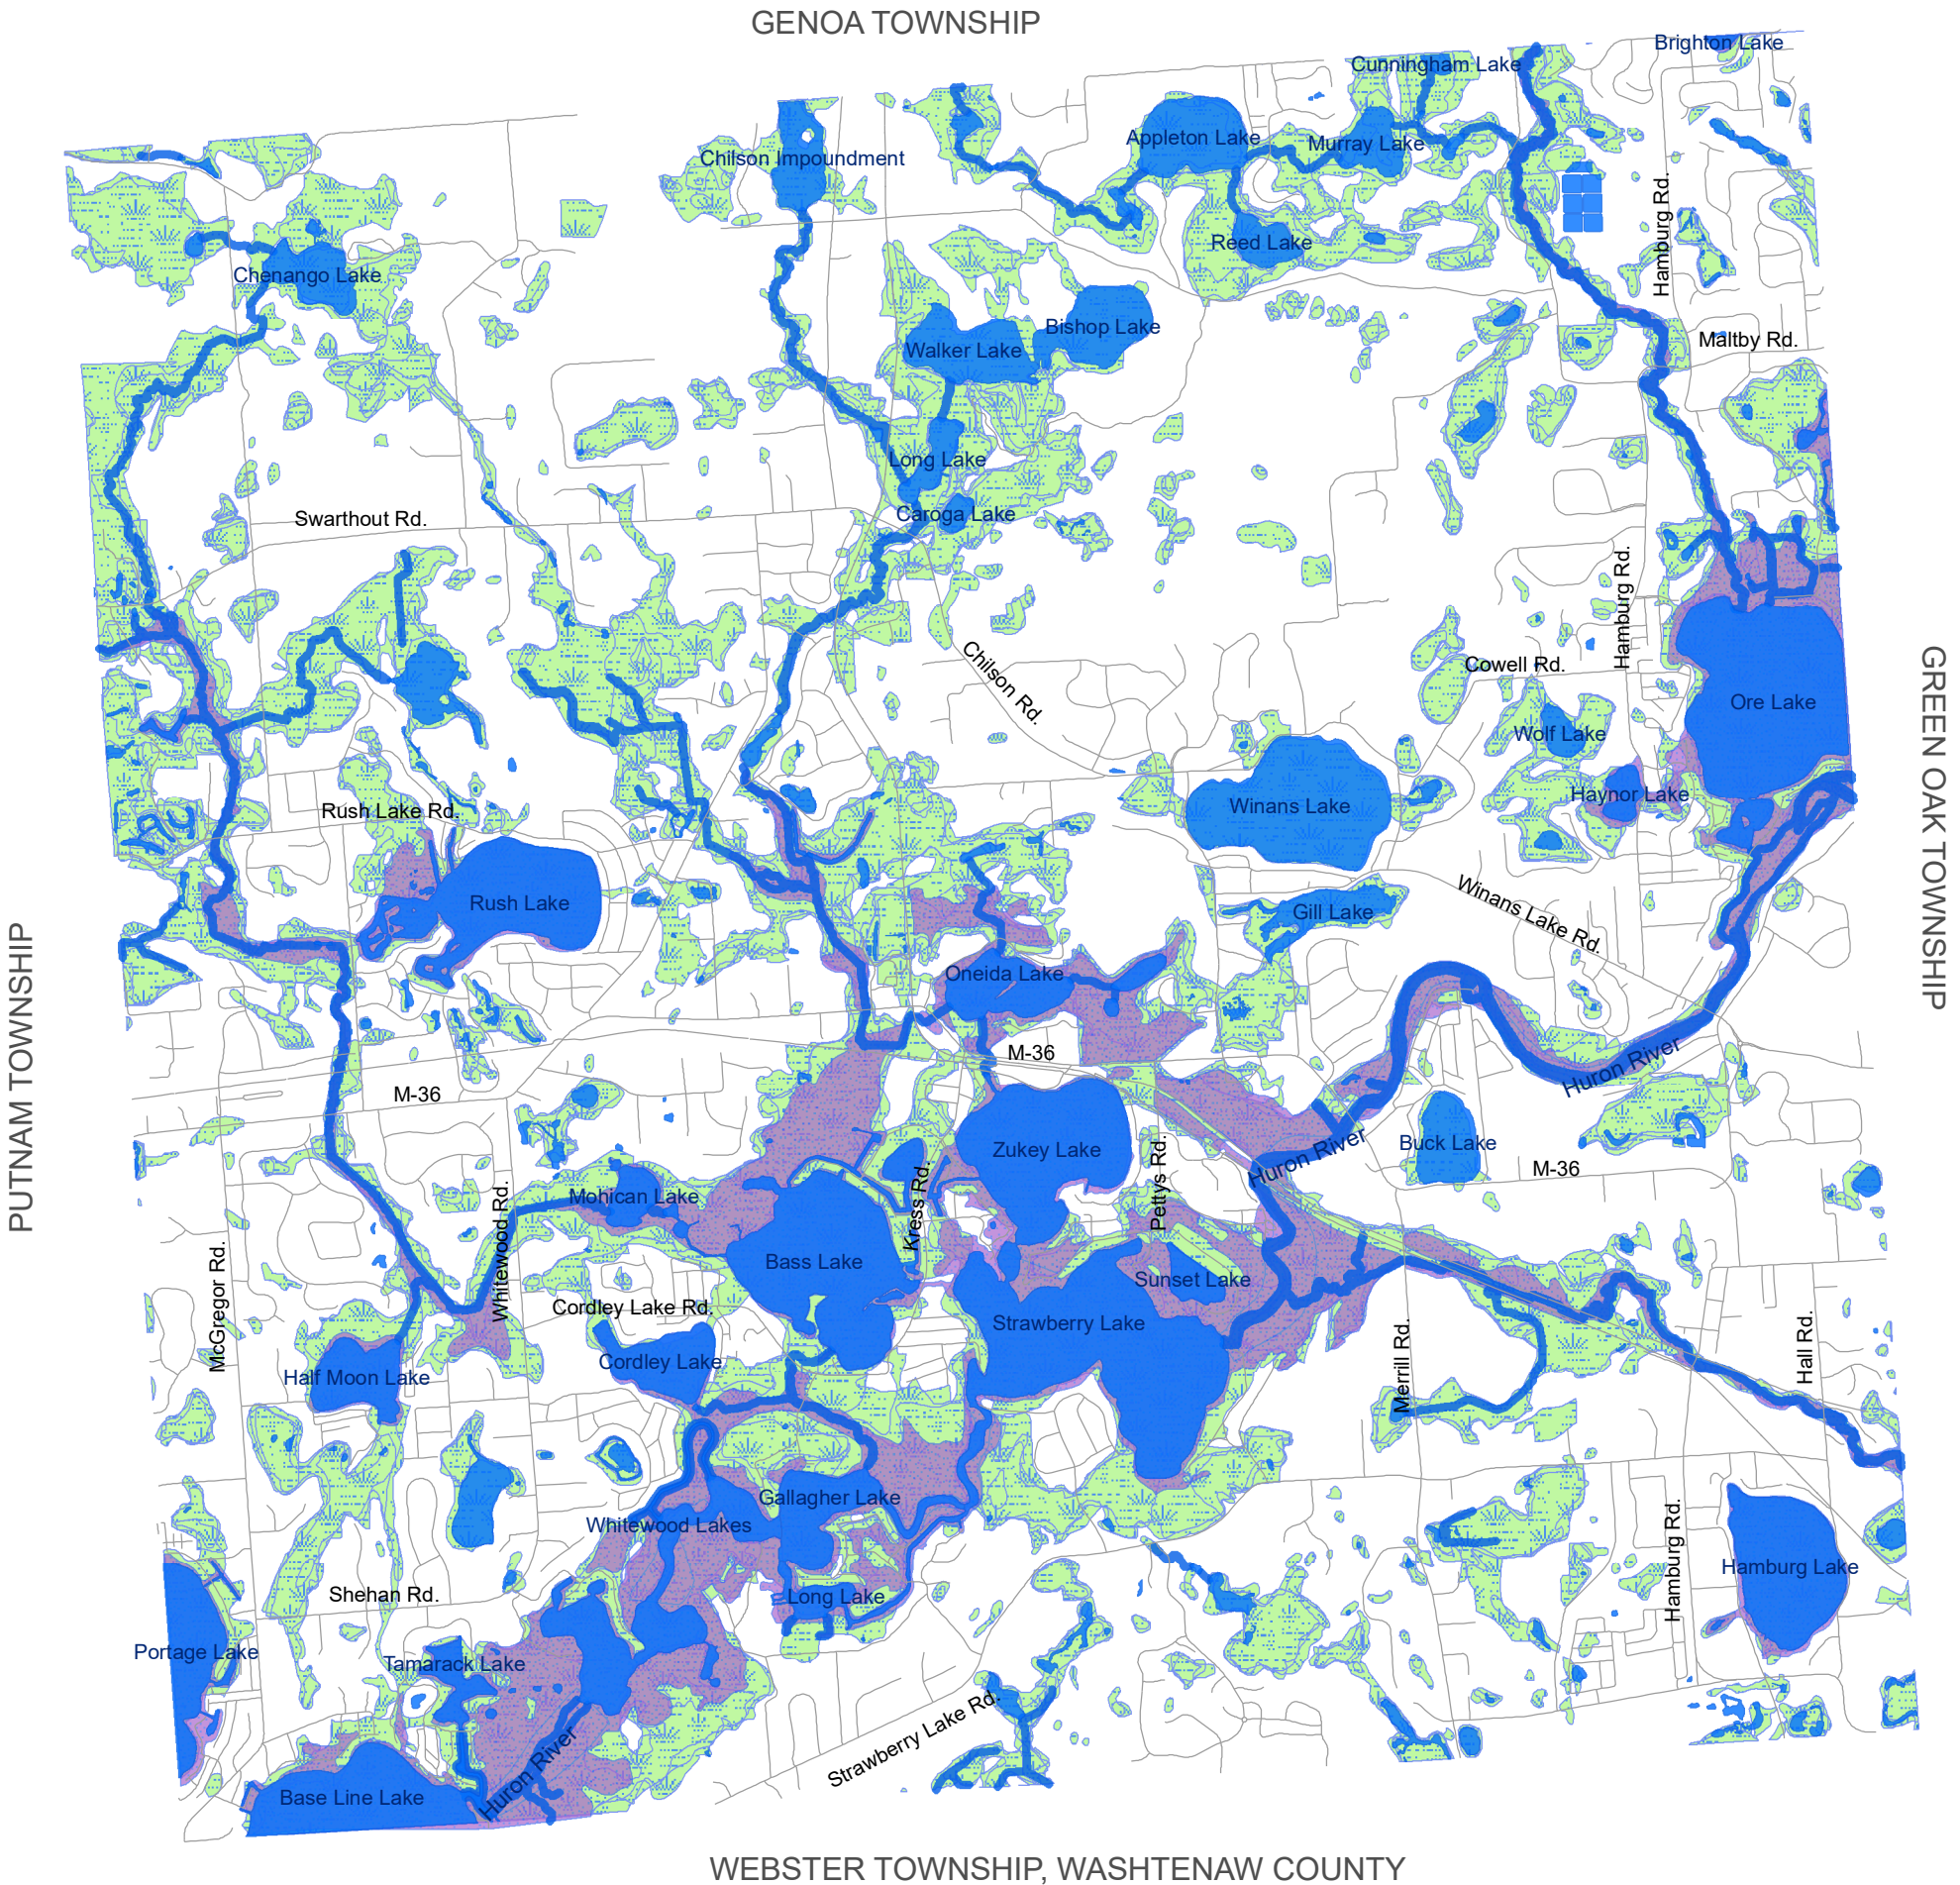 GENOA TOWNSHIP
Brighton Lake
Cunningham Lake
Appleton Lake
Murray Lake
Chilson Impoundment
Hamburg Rd.
Reed Lake
Chenango Lake
Bishop Lake
Maltby Rd.
Walker Lake
Long Lake
Caroga Lake
Swarthout Rd.
Hamburg Rd.
Chilson Rd.
Cowell Rd.
Ore Lake
Wolf Lake
Haynor Lake
Winans Lake
Rush Lake Rd.
GREEN OAK TOWNSHIP
Rush Lake
Gill Lake
Winans Lake Rd.
Oneida Lake
PUTNAM TOWNSHIP
M-36
Huron River
M-36
Zukey Lake
Buck Lake
Huron River
M-36
Pettys Rd.
Mohican Lake
Kress Rd.
Whitewood Rd.
Bass Lake
Sunset Lake
McGregor Rd.
Cordley Lake Rd.
Strawberry Lake
Cordley Lake
Half Moon Lake
Merrill Rd.
Hall Rd.
Gallagher Lake
Whitewood Lakes
Hamburg Rd.
Hamburg Lake
Shehan Rd.
Long Lake
Portage Lake
Tamarack Lake
Strawberry Lake Rd.
Huron River
Base Line Lake
WEBSTER TOWNSHIP, WASHTENAW COUNTY